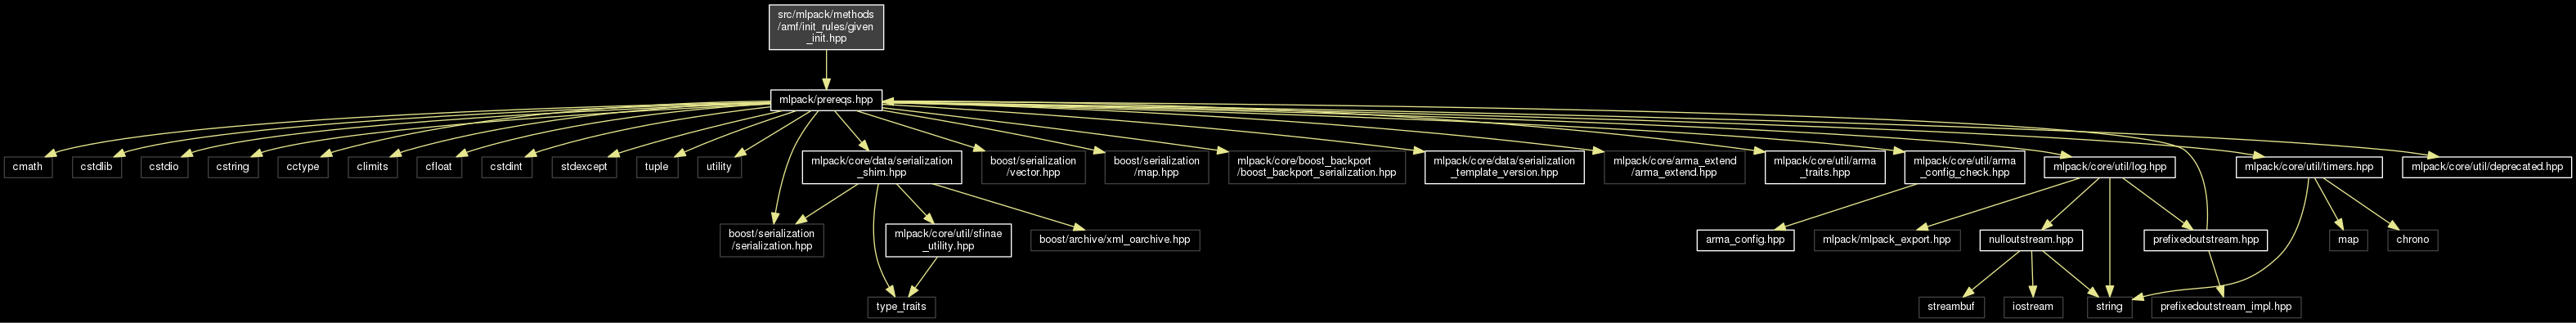 src/mlpack/methods
/amf/init_rules/given
_init.hpp
mlpack/prereqs.hpp
cmath
cstdlib
cstdio
cstring
cctype
climits
cfloat
cstdint
stdexcept
tuple
utility
mlpack/core/data/serialization
_shim.hpp
boost/serialization
/vector.hpp
boost/serialization
/map.hpp
mlpack/core/boost_backport
/boost_backport_serialization.hpp
mlpack/core/data/serialization
_template_version.hpp
mlpack/core/arma_extend
/arma_extend.hpp
mlpack/core/util/arma
_traits.hpp
mlpack/core/util/arma
_config_check.hpp
mlpack/core/util/log.hpp
mlpack/core/util/timers.hpp
mlpack/core/util/deprecated.hpp
boost/serialization
/serialization.hpp
mlpack/core/util/sfinae
_utility.hpp
boost/archive/xml_oarchive.hpp
arma_config.hpp
mlpack/mlpack_export.hpp
nulloutstream.hpp
prefixedoutstream.hpp
map
chrono
type_traits
streambuf
iostream
string
prefixedoutstream_impl.hpp